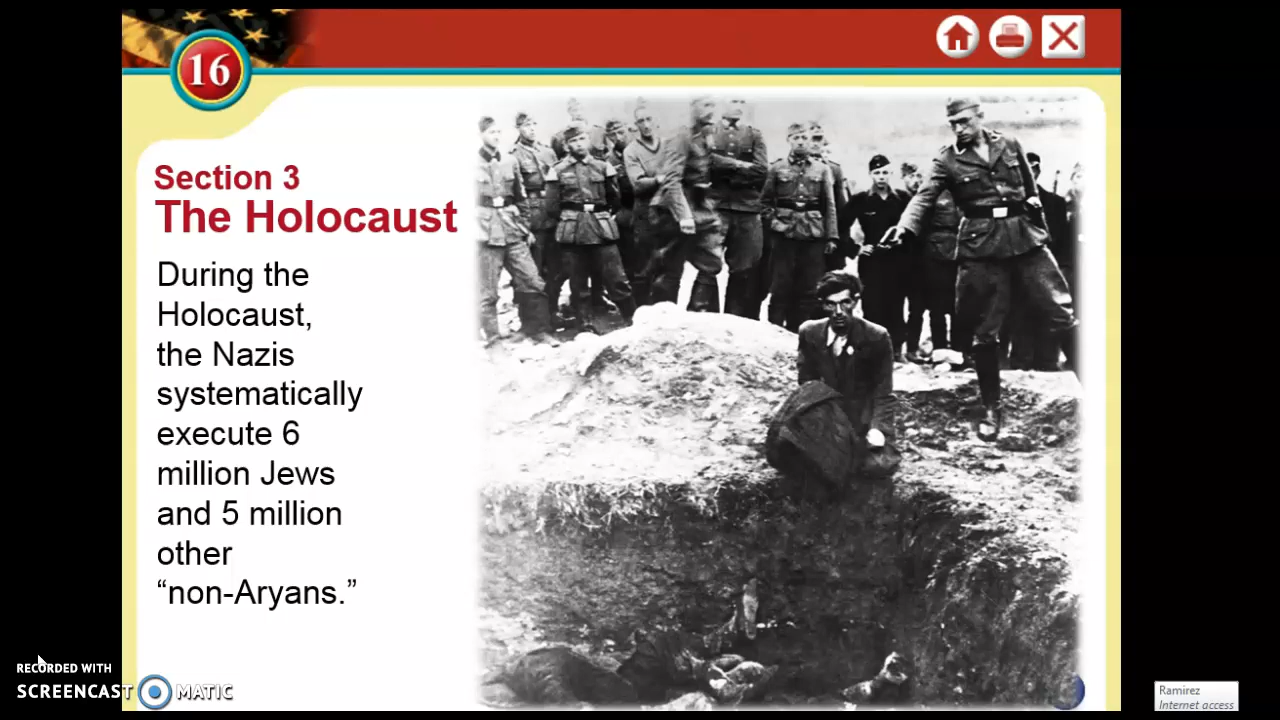 16
Section 3
The Holocaust
During the
Holocaust,
the Nazis
systematically
execute 6
million Jews
and 5 million
other
“non-Aryans.”
RECORDED WITH
SCREENCAST MATIC
Ramirez
Internet access